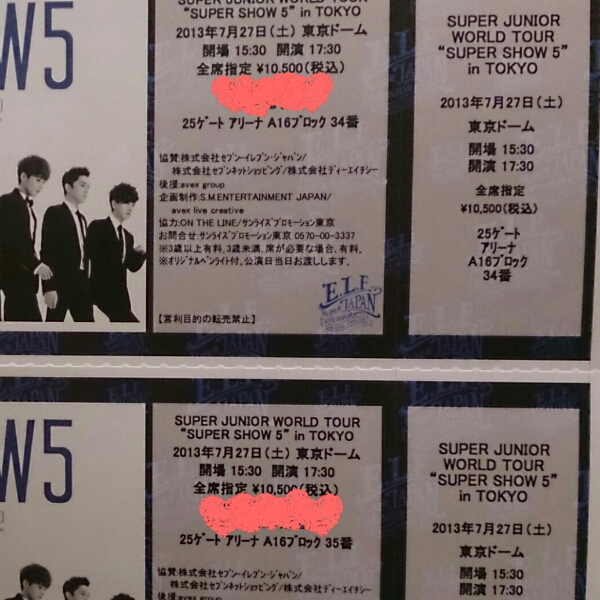 W5
SUPER JUNIOR WORLD TOUR
“SUPER SHOW 5” in TOKYO
2013年7月27日(土) 東京ドーム
開場 15:30 開演 17:30
全席指定 ¥10,500(税込)
25ゲート アリーナ A16ブロック 34番
協賛:株式会社セブン‐イレブン・ジャパン/
株式会社セブンネットショッピング/株式会社ディーエイチシー
後援:avex group
企画制作:S.M.ENTERTAINMENT JAPAN/
avex live creative
協力:ON THE LINE/サンライズプロモーション東京
お問合せ:サンライズプロモーション東京 0570-00-3337
※3歳以上有料、3歳未満、席が必要な場合、有料。
※オリジナルペンライト付。公演日当日お渡しします。
【営利目的の転売禁止】
E.L.F.
SUPER JUNIOR
JAPAN
SUPER JUNIOR
WORLD TOUR
“SUPER SHOW 5”
in TOKYO
2013年7月27日(土)
東京ドーム
開場 15:30
開演 17:30
全席指定
¥10,500(税込)
25ゲート
アリーナ
A16ブロック
34番
W5
SUPER JUNIOR WORLD TOUR
“SUPER SHOW 5” in TOKYO
2013年7月27日(土) 東京ドーム
開場 15:30 開演 17:30
全席指定 ¥10,500(税込)
25ゲート アリーナ A16ブロック 35番
協賛:株式会社セブン‐イレブン・ジャパン/
株式会社セブンネットショッピング/株式会社ディーエイチシー
後援:avex group
SUPER JUNIOR
WORLD TOUR
“SUPER SHOW 5”
in TOKYO
2013年7月27日(土)
東京ドーム
開場 15:30
開演 17:30